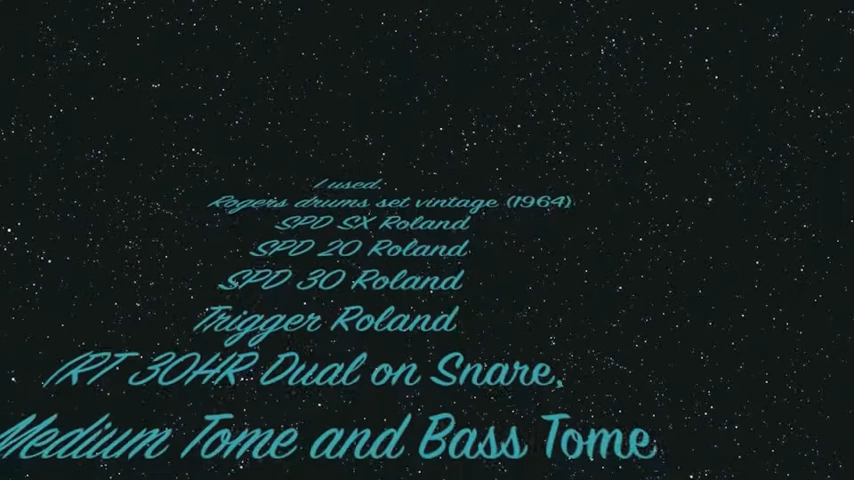 I used:
Rogers drums set vintage (1964)
SPD SX Roland
SPD 20 Roland
SPD 30 Roland
Trigger Roland
(RT 30HR Dual on Snare,
Medium Tome and Bass Tome